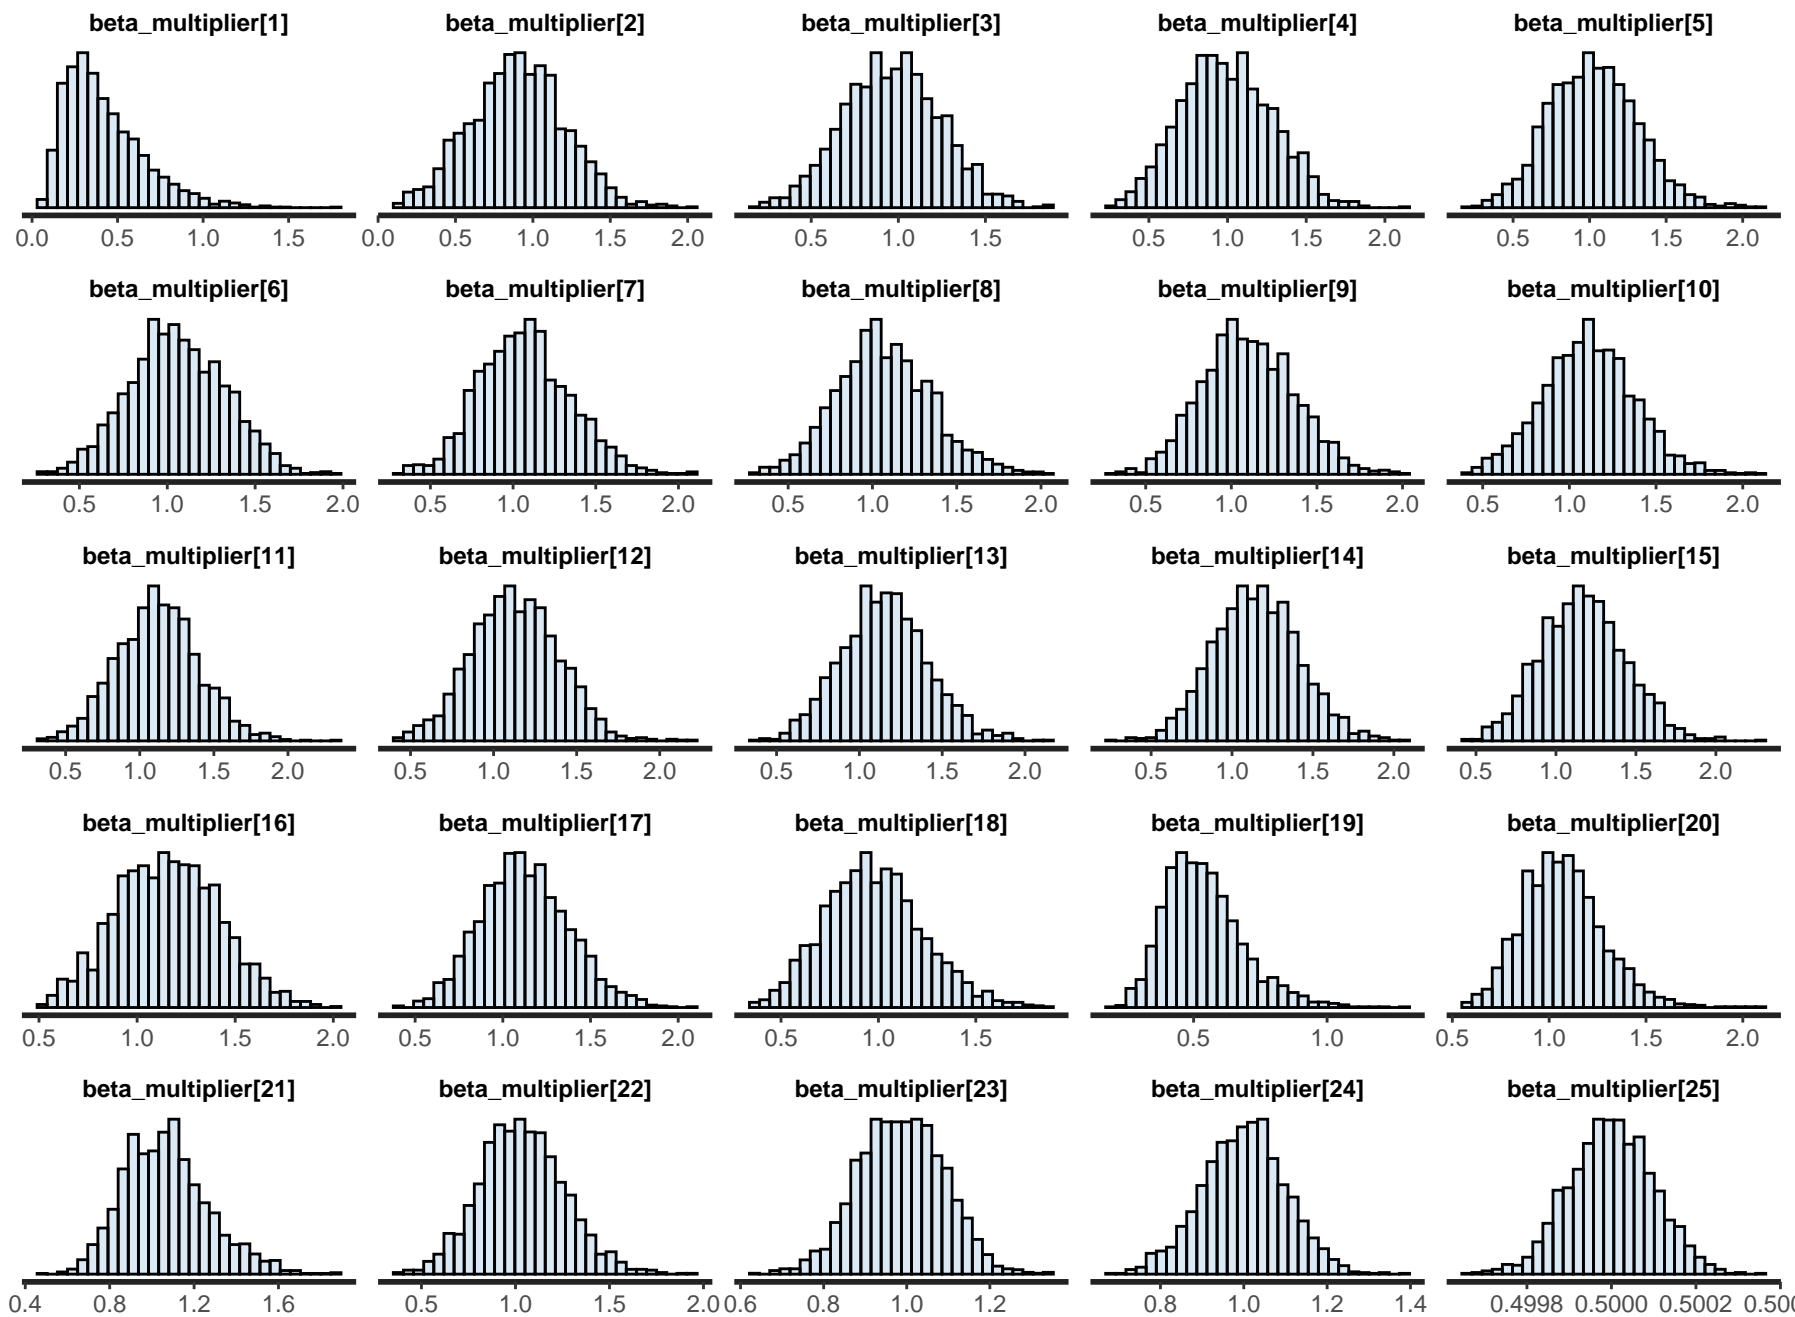 beta_multiplier[1] beta_multiplier[2] beta_multiplier[3] beta_multiplier[4] beta_multiplier[5]
0.0 0.5 1.0 1.5 0.0 0.5 1.0 1.5 2.0 0.5 1.0 1.5 0.5 1.0 1.5 2.0 0.5 1.0 1.5 2.0
beta_multiplier[6] beta_multiplier[7] beta_multiplier[8] beta_multiplier[9] beta_multiplier[10]
0.5 1.0 1.5 2.0 0.5 1.0 1.5 2.0 0.5 1.0 1.5 2.0 0.5 1.0 1.5 2.0 0.5 1.0 1.5 2.0
beta_multiplier[11] beta_multiplier[12] beta_multiplier[13] beta_multiplier[14] beta_multiplier[15]
0.5 1.0 1.5 2.0 0.5 1.0 1.5 2.0 0.5 1.0 1.5 2.0 0.5 1.0 1.5 2.0 0.5 1.0 1.5 2.0
beta_multiplier[16] beta_multiplier[17] beta_multiplier[18] beta_multiplier[19] beta_multiplier[20]
0.5 1.0 1.5 2.0 0.5 1.0 1.5 2.0 0.5 1.0 1.5 0.5 1.0 0.5 1.0 1.5 2.0
beta_multiplier[21] beta_multiplier[22] beta_multiplier[23] beta_multiplier[24] beta_multiplier[25]
0.4 0.8 1.2 1.6 0.5 1.0 1.5 2.0 0.6 0.8 1.0 1.2 0.8 1.0 1.2 1.4 0.4998 0.5000 0.5002